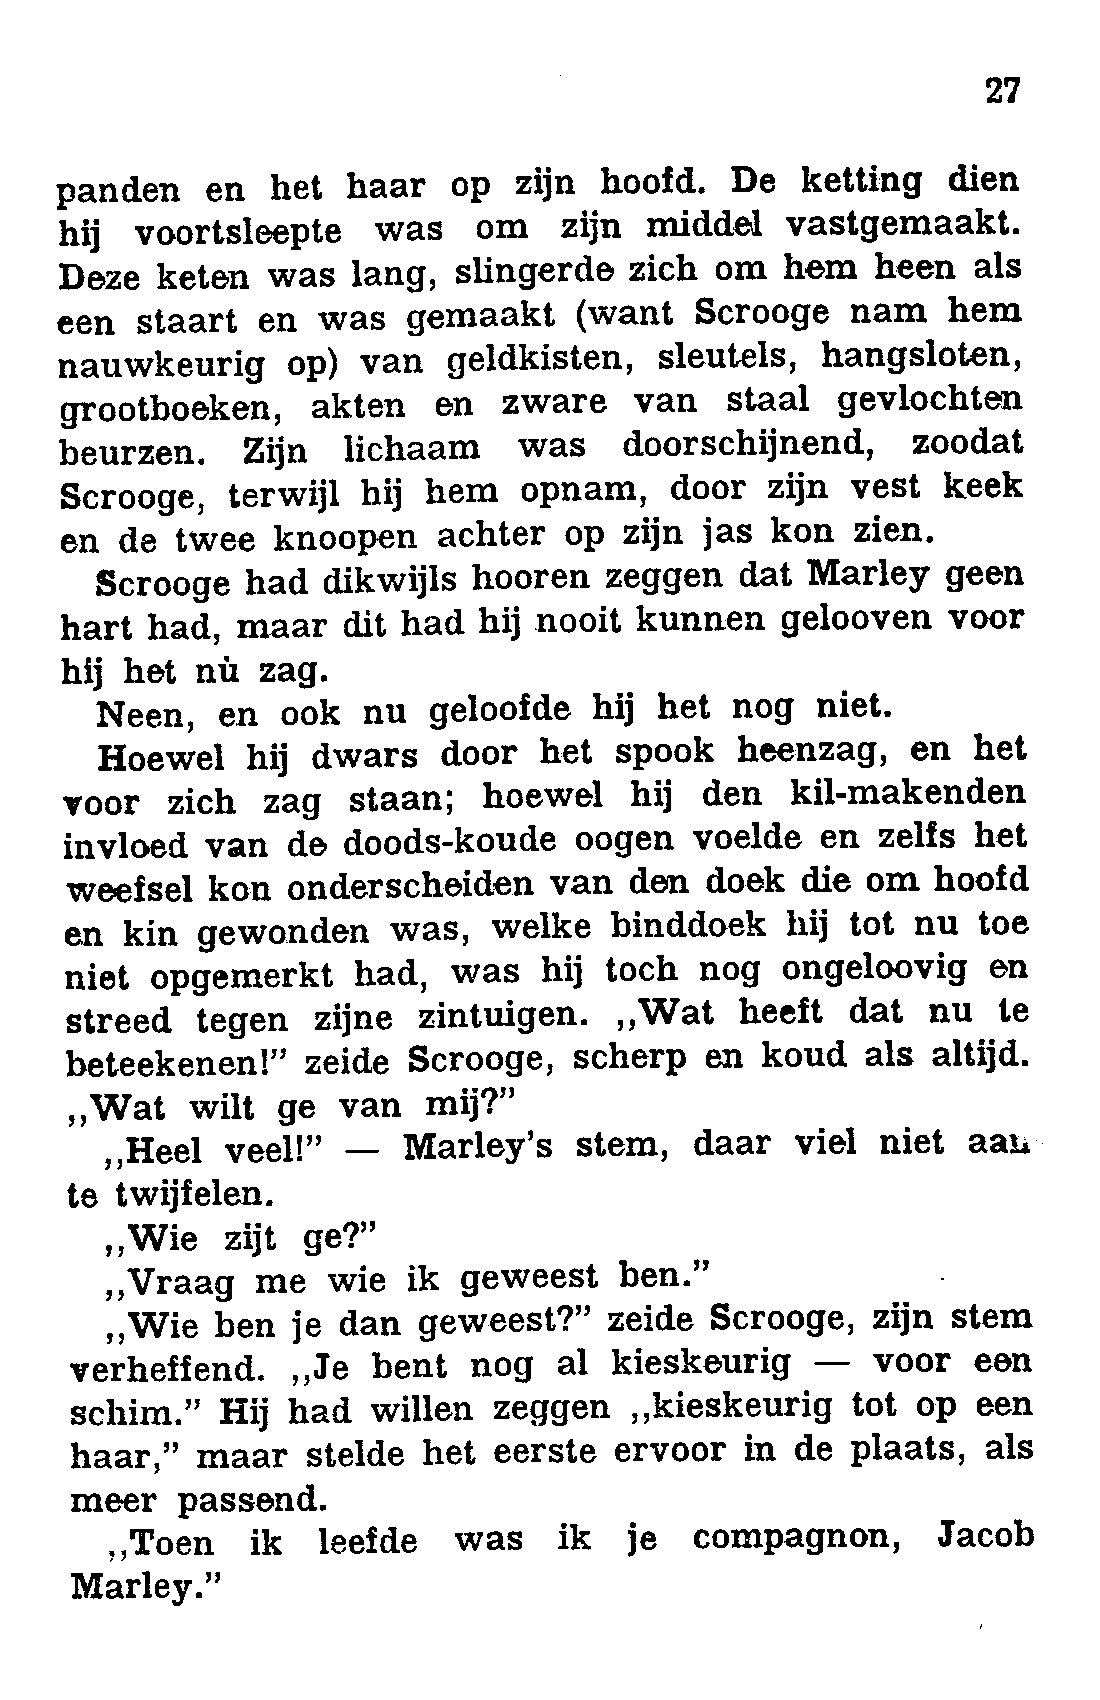 27
panden en het haar op zijn hoofd. De ketting dien
hij voortsleepte was om zijn middel vastgemaakt.
Deze keten was lang, slingerde zich om hem heen als
een staart en was gemaakt (want Scrooge nam hem
nauwkeurig op) van geldkisten, sleutels, hangsloten,
grootboeken, akten en zware van staal gevlochten
beurzen. Zijn lichaam was doorschijnend, zoodat
Scrooge, terwijl hij hem opnam, door zijn vest keek
en de twee knoopen achter op zijn jas kon zien.
Scrooge had dikwijls hooren zeggen dat Marley geen
hart had, maar dit had hij nooit kunnen gelooven voor
hij het nù zag.
Neen, en ook nu geloofde hij het nog niet.
Hoewel hij dwars door het spook heenzag, en het
voor zich zag staan; hoewel hij den kil-makenden
invloed van de doods-koude oogen voelde en zelfs het
weefsel kon onderscheiden van den doek die om hoofd
en kin gewonden was, welke binddoek hij tot nu toe
niet opgemerkt had, was hij toch nog ongeloovig en
streed tegen zijne zintuigen. „Wat heeft dat nu te
beteekenen!” zeide Scrooge, scherp en koud als altijd.
„Wat wilt ge van mij?”
„Heel veel!” — Marley's stem, daar viel niet aan
te twijfelen.
„Wie zijt ge?”
„Vraag me wie ik geweest ben.”
„Wie ben je dan geweest?” zeide Scrooge, zijn stem
verheffend. „Je bent nog al kieskeurig — voor een
schim.” Hij had willen zeggen „kieskeurig tot op een
haar,” maar stelde het eerste ervoor in de plaats, als
meer passend.
„Toen ik leefde was ik je compagnon, Jacob
Marley.”